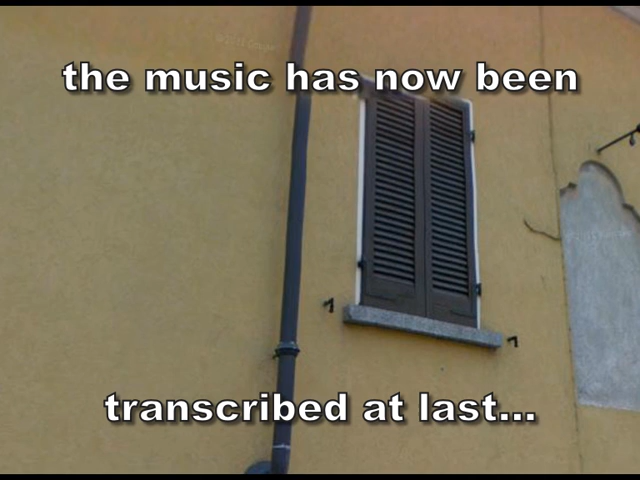 the music has now been
transcribed at last...